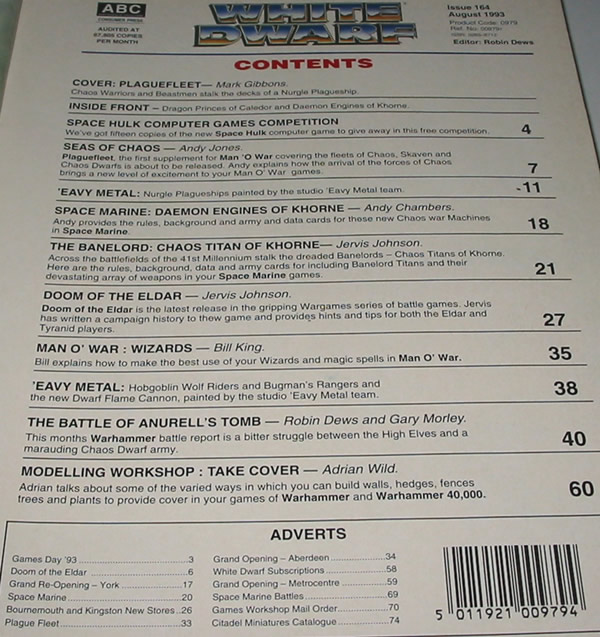 ABC
CONSUMER PRESS
AUDITED AT
67,806 COPIES
PER MONTH
WHITE
DWARF
Issue 164
August 1993
Product Code: 0979
Editor: Robin Dews
CONTENTS
COVER: PLAGUEFLEET— Mark Gibbons.
Chaos Warriors and Beastmen stalk the decks of a Nurgle Plagueship.
INSIDE FRONT – Dragon Princes of Caledor and Daemon Engines of Khorne.
SPACE HULK COMPUTER GAMES COMPETITION
We've got fifteen copies of the new Space Hulk computer game to give away in this free competition. 4
SEAS OF CHAOS — Andy Jones.
Plaguefleet, the first supplement for Man 'O War covering the fleets of Chaos, Skaven and
Chaos Dwarfs is about to be released. Andy explains how the arrival of the forces of Chaos
brings a new level of excitement to your Man O' War games. 7
'EAVY METAL: Nurgle Plagueships painted by the studio 'Eavy Metal team. -11
SPACE MARINE: DAEMON ENGINES OF KHORNE — Andy Chambers.
Andy provides the rules, background and army and data cards for these new Chaos war Machines
in Space Marine. 18
THE BANELORD: CHAOS TITAN OF KHORNE— Jervis Johnson.
Across the battlefields of the 41st Millennium stalk the dreaded Banelords – Chaos Titans of Khorne.
Here are the rules, background, data and army cards for including Banelord Titans and their
devastating array of weapons in your Space Marine games. 21
DOOM OF THE ELDAR — Jervis Johnson.
Doom of the Eldar is the latest release in the gripping Wargames series of battle games. Jervis
has written a campaign history to thew game and provides hints and tips for both the Eldar and
Tyranid players. 27
MAN O' WAR : WIZARDS — Bill King.
Bill explains how to make the best use of your Wizards and magic spells in Man O' War. 35
'EAVY METAL: Hobgoblin Wolf Riders and Bugman's Rangers and
the new Dwarf Flame Cannon, painted by the studio 'Eavy Metal team. 38
THE BATTLE OF ANURELL'S TOMB — Robin Dews and Gary Morley.
This months Warhammer battle report is a bitter struggle between the High Elves and a
marauding Chaos Dwarf army. 40
MODELLING WORKSHOP : TAKE COVER — Adrian Wild.
Adrian talks about some of the varied ways in which you can build walls, hedges, fences
trees and plants to provide cover in your games of Warhammer and Warhammer 40,000. 60
ADVERTS
Games Day '93 ..... 3
Doom of the Eldar ..... 6
Grand Re-Opening – York ..... 17
Space Marine ..... 20
Bournemouth and Kingston New Stores ..26
Plague Fleet ..... 33
Grand Opening – Aberdeen ..... 34
White Dwarf Subscriptions ..... 58
Grand Opening – Metrocentre ..... 59
Space Marine Battles ..... 69
Games Workshop Mail Order ..... 70
Citadel Miniatures Catalogue ..... 74
5 011921 009794